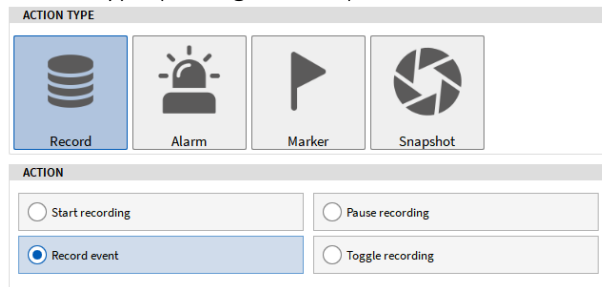 ACTION TYPE
Record
Alarm
Marker
Snapshot
ACTION
Start recording
Pause recording
Record event
Toggle recording